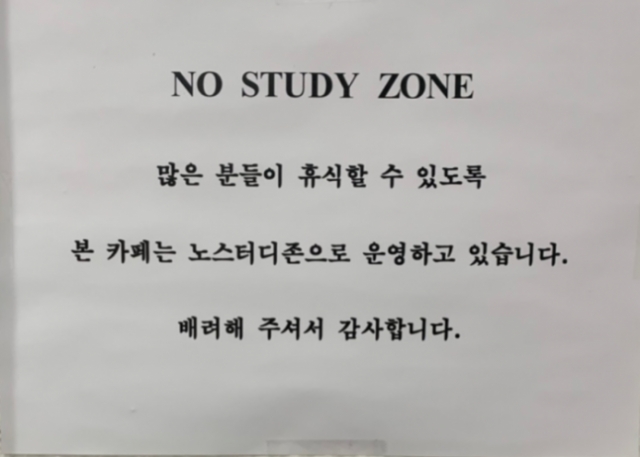 NO STUDY ZONE
많은 분들이 휴식할 수 있도록
본 카페는 노스터디존으로 운영하고 있습니다.
배려해 주셔서 감사합니다.